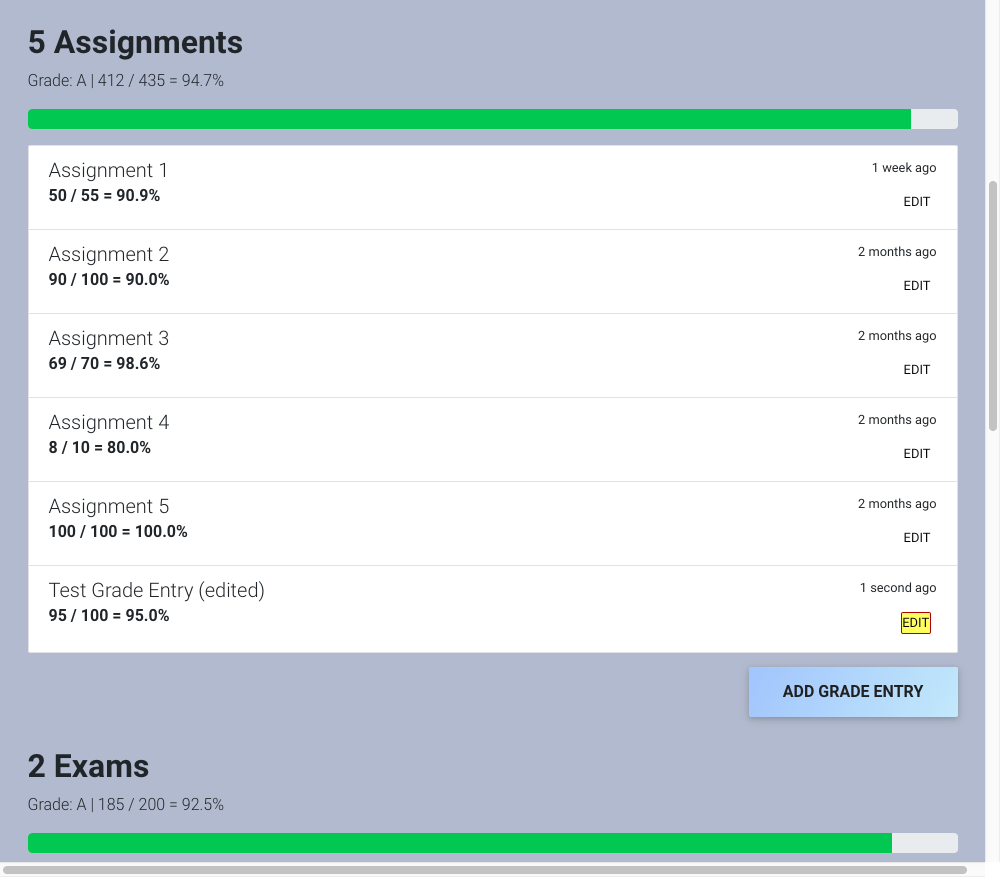 5 Assignments
Grade: A | 412 / 435 = 94.7%
Assignment 1
1 week ago
50 / 55 = 90.9%
EDIT
Assignment 2
2 months ago
90 / 100 = 90.0%
EDIT
Assignment 3
2 months ago
69 / 70 = 98.6%
EDIT
Assignment 4
2 months ago
8 / 10 = 80.0%
EDIT
Assignment 5
2 months ago
100 / 100 = 100.0%
EDIT
Test Grade Entry (edited)
1 second ago
95 / 100 = 95.0%
EDIT
ADD GRADE ENTRY
2 Exams
Grade: A | 185 / 200 = 92.5%